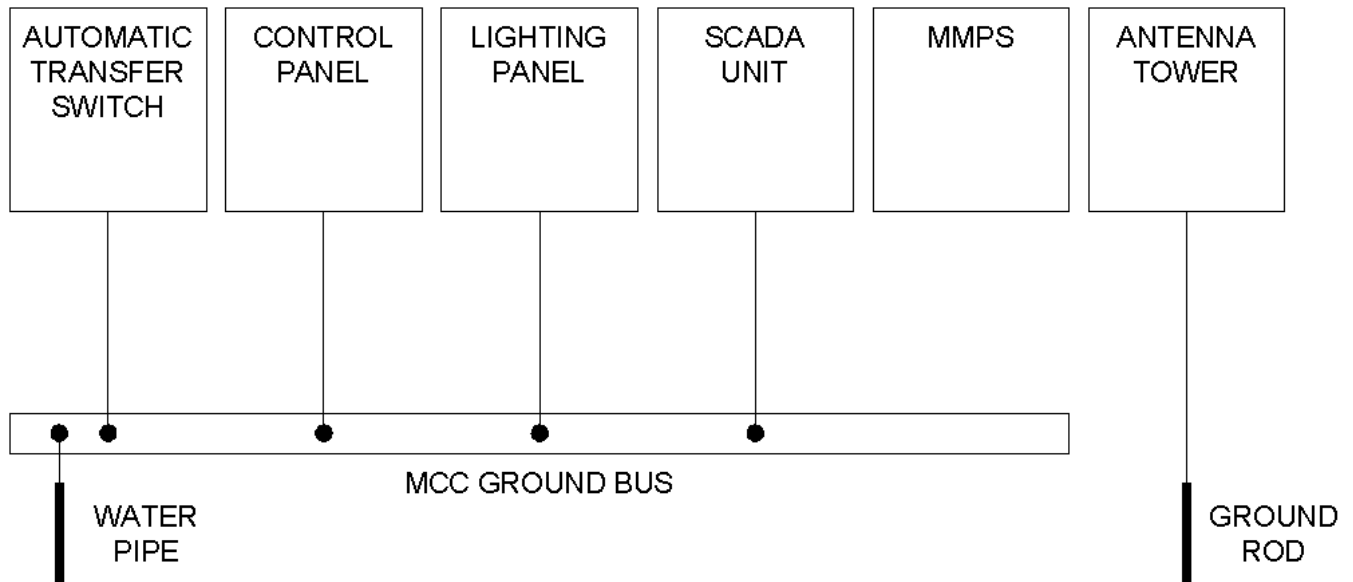 AUTOMATIC
TRANSFER
SWITCH
CONTROL
PANEL
LIGHTING
PANEL
SCADA
UNIT
MMPS
ANTENNA
TOWER
MCC GROUND BUS
WATER
PIPE
GROUND
ROD